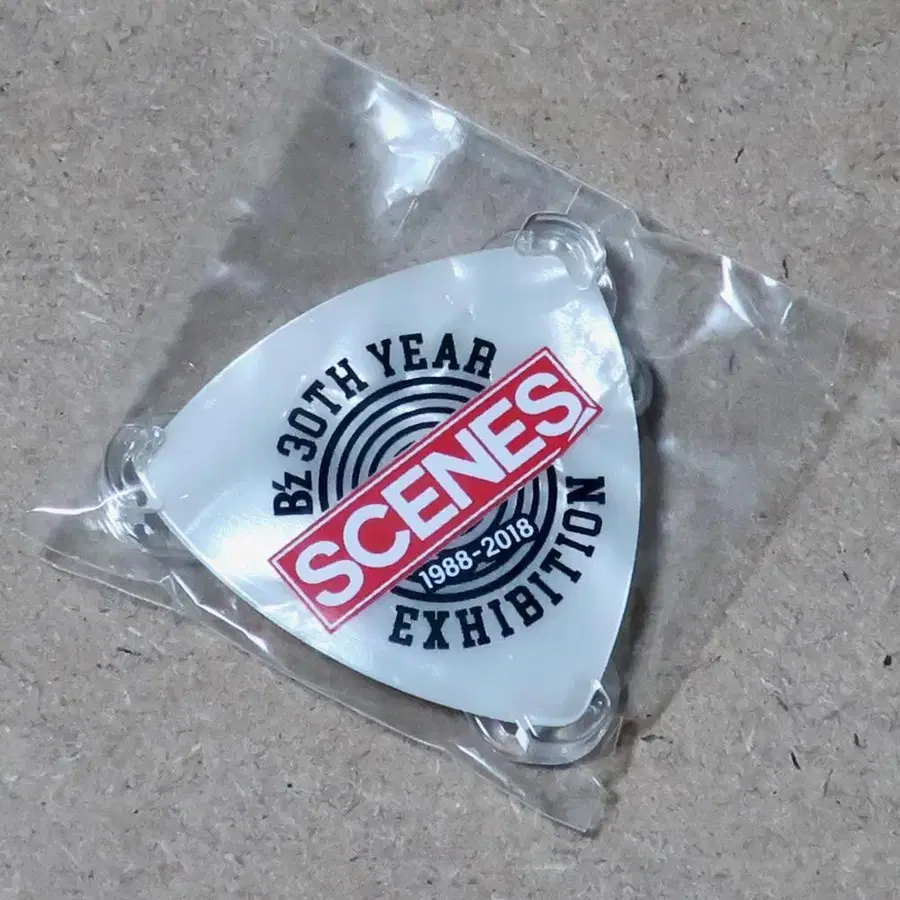 B'z 30TH YEAR
SCENES
1988-2018
EXHIBITION